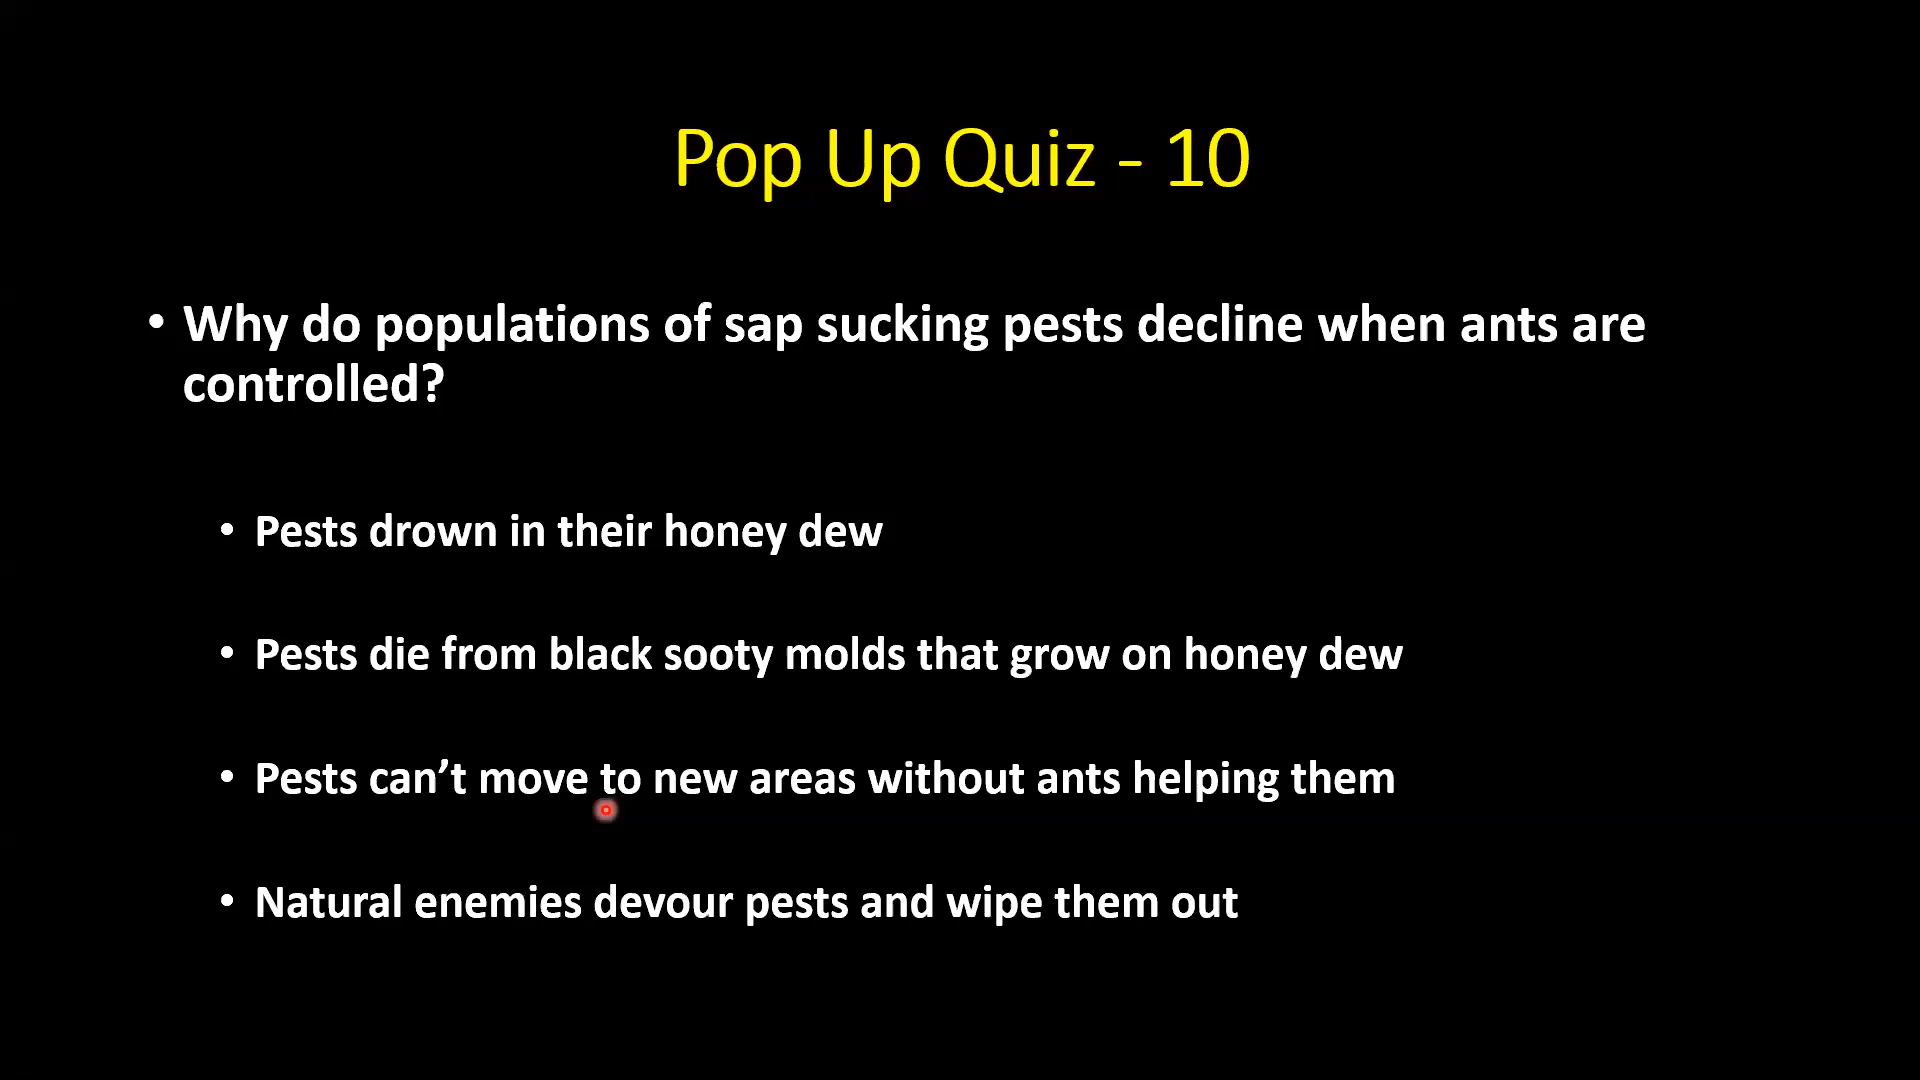 Pop Up Quiz - 10
• Why do populations of sap sucking pests decline when ants are
controlled?
• Pests drown in their honey dew
• Pests die from black sooty molds that grow on honey dew
• Pests can’t move to new areas without ants helping them
• Natural enemies devour pests and wipe them out